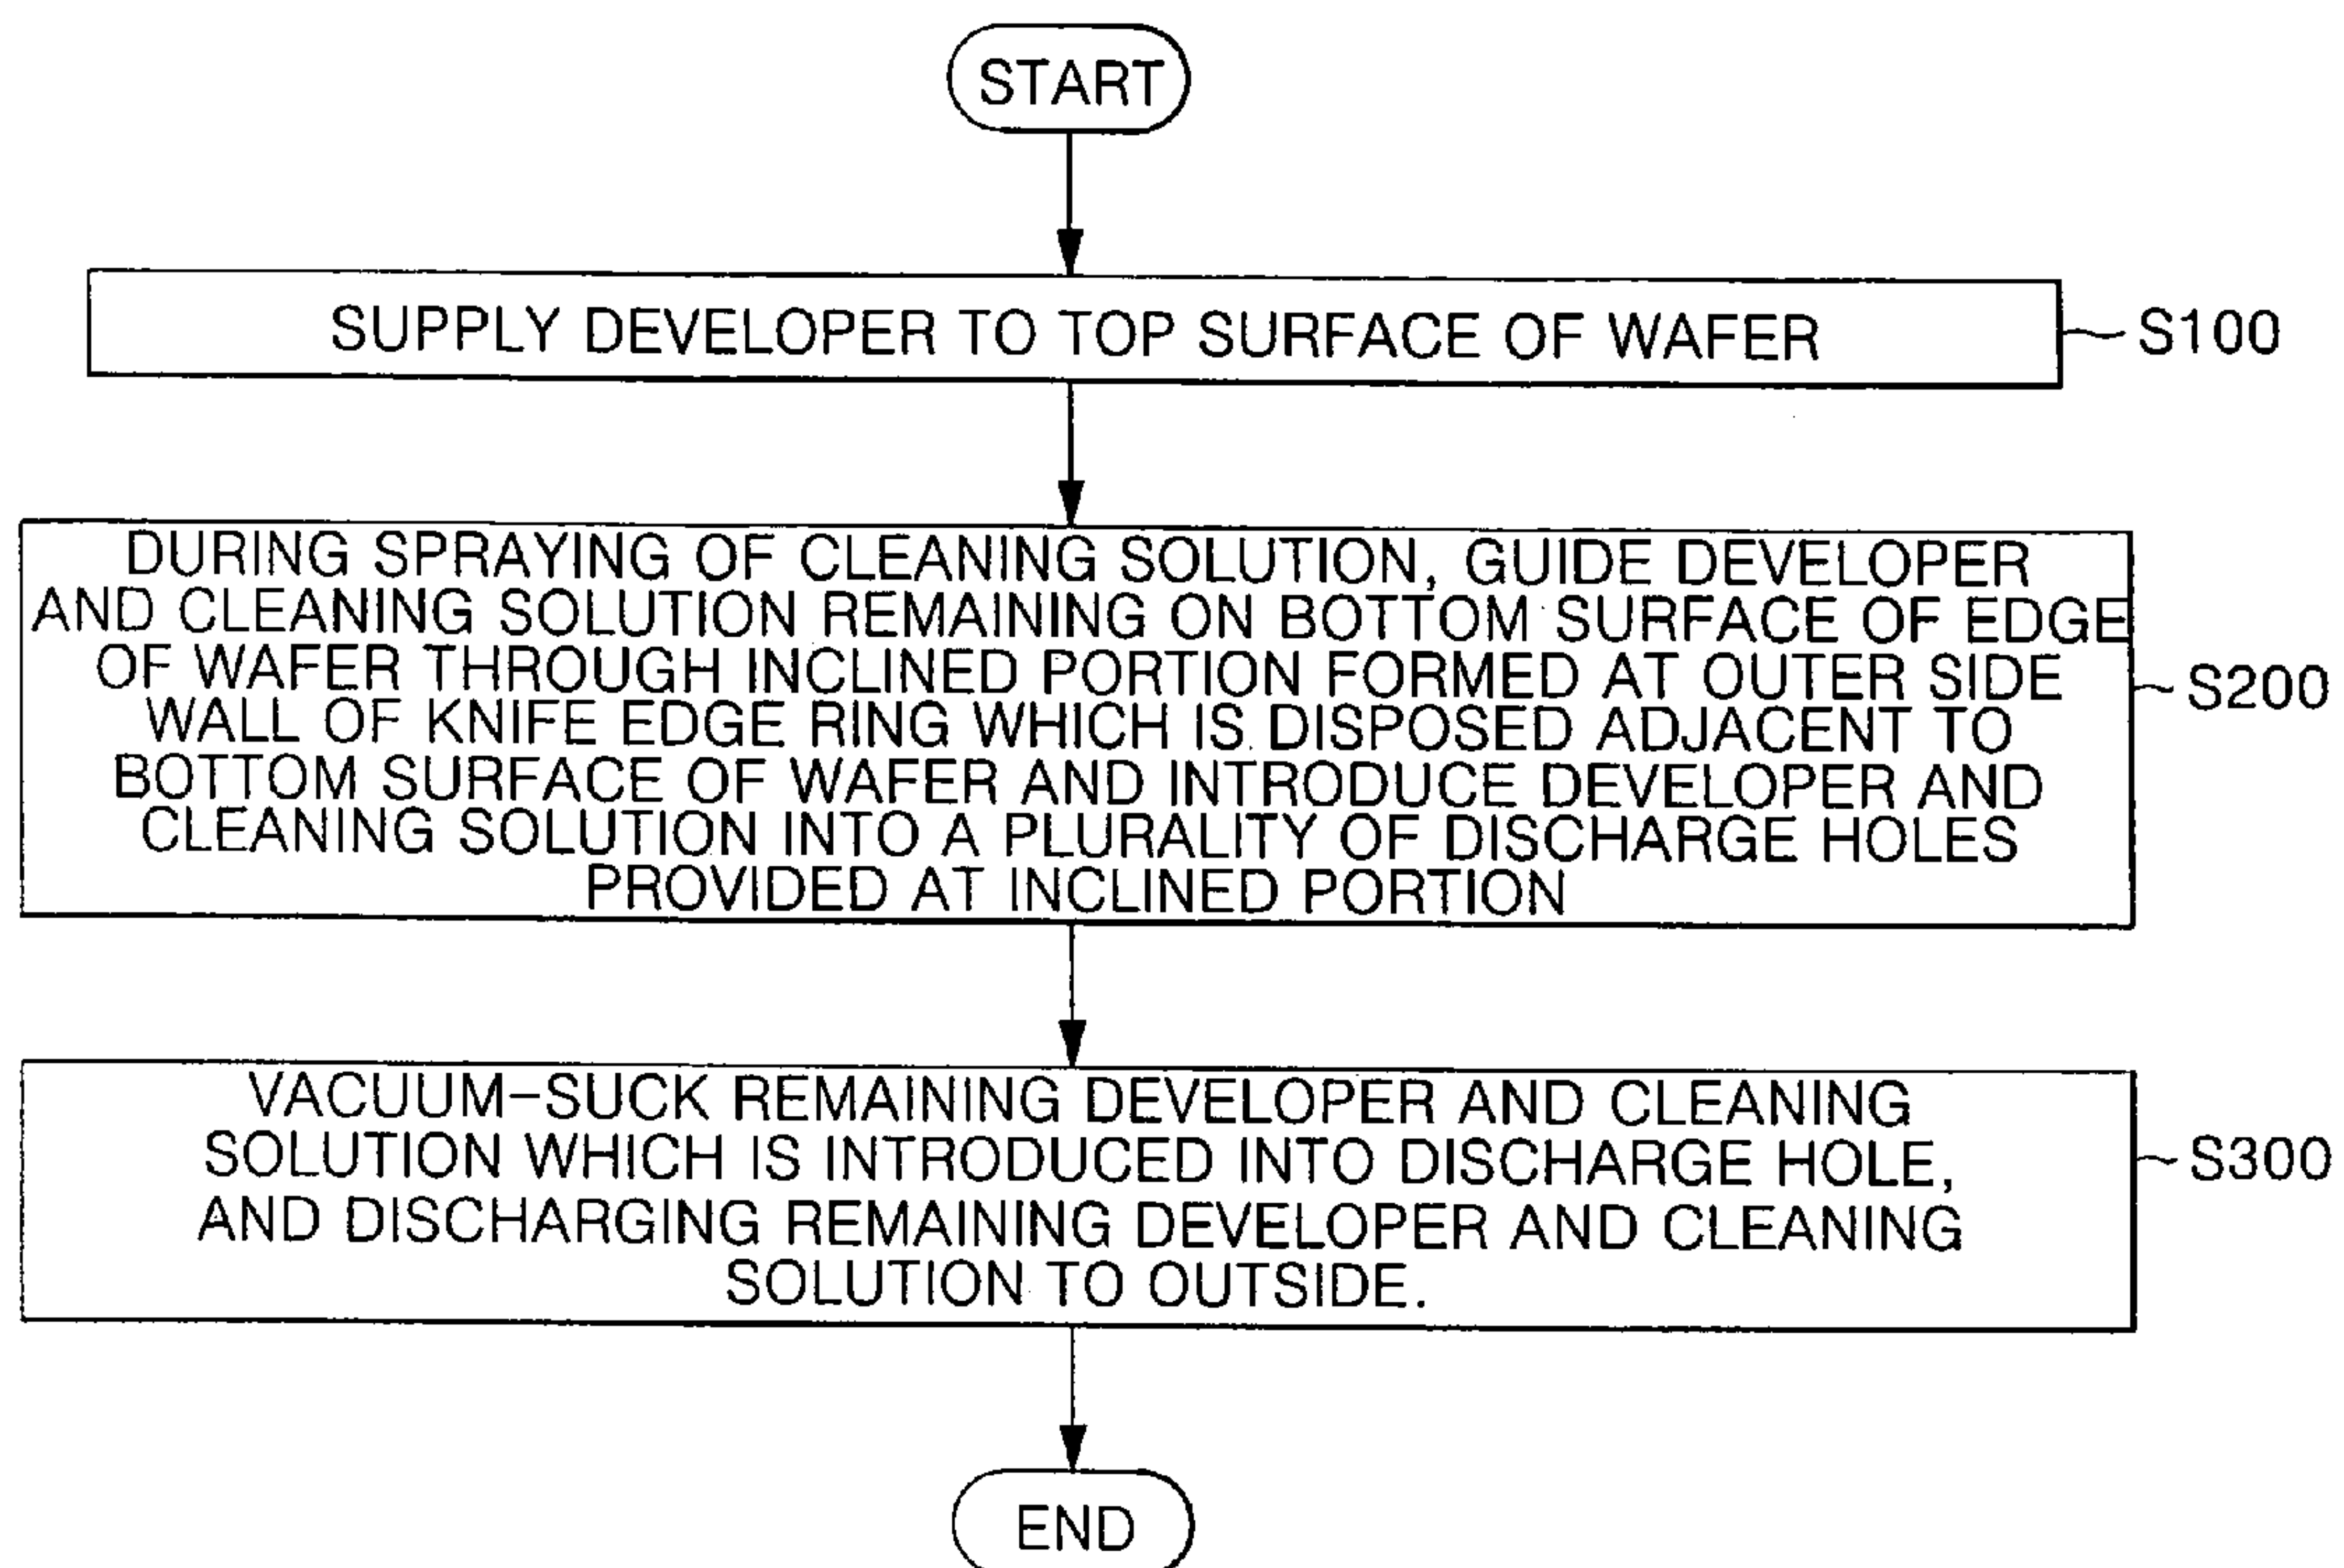 START
SUPPLY DEVELOPER TO TOP SURFACE OF WAFER
S100
DURING SPRAYING OF CLEANING SOLUTION, GUIDE DEVELOPER
AND CLEANING SOLUTION REMAINING ON BOTTOM SURFACE OF EDGE
OF WAFER THROUGH INCLINED PORTION FORMED AT OUTER SIDE
WALL OF KNIFE EDGE RING WHICH IS DISPOSED ADJACENT TO
BOTTOM SURFACE OF WAFER AND INTRODUCE DEVELOPER AND
CLEANING SOLUTION INTO A PLURALITY OF DISCHARGE HOLES
PROVIDED AT INCLINED PORTION
S200
VACUUM-SUCK REMAINING DEVELOPER AND CLEANING
SOLUTION WHICH IS INTRODUCED INTO DISCHARGE HOLE,
AND DISCHARGING REMAINING DEVELOPER AND CLEANING
SOLUTION TO OUTSIDE.
S300
END